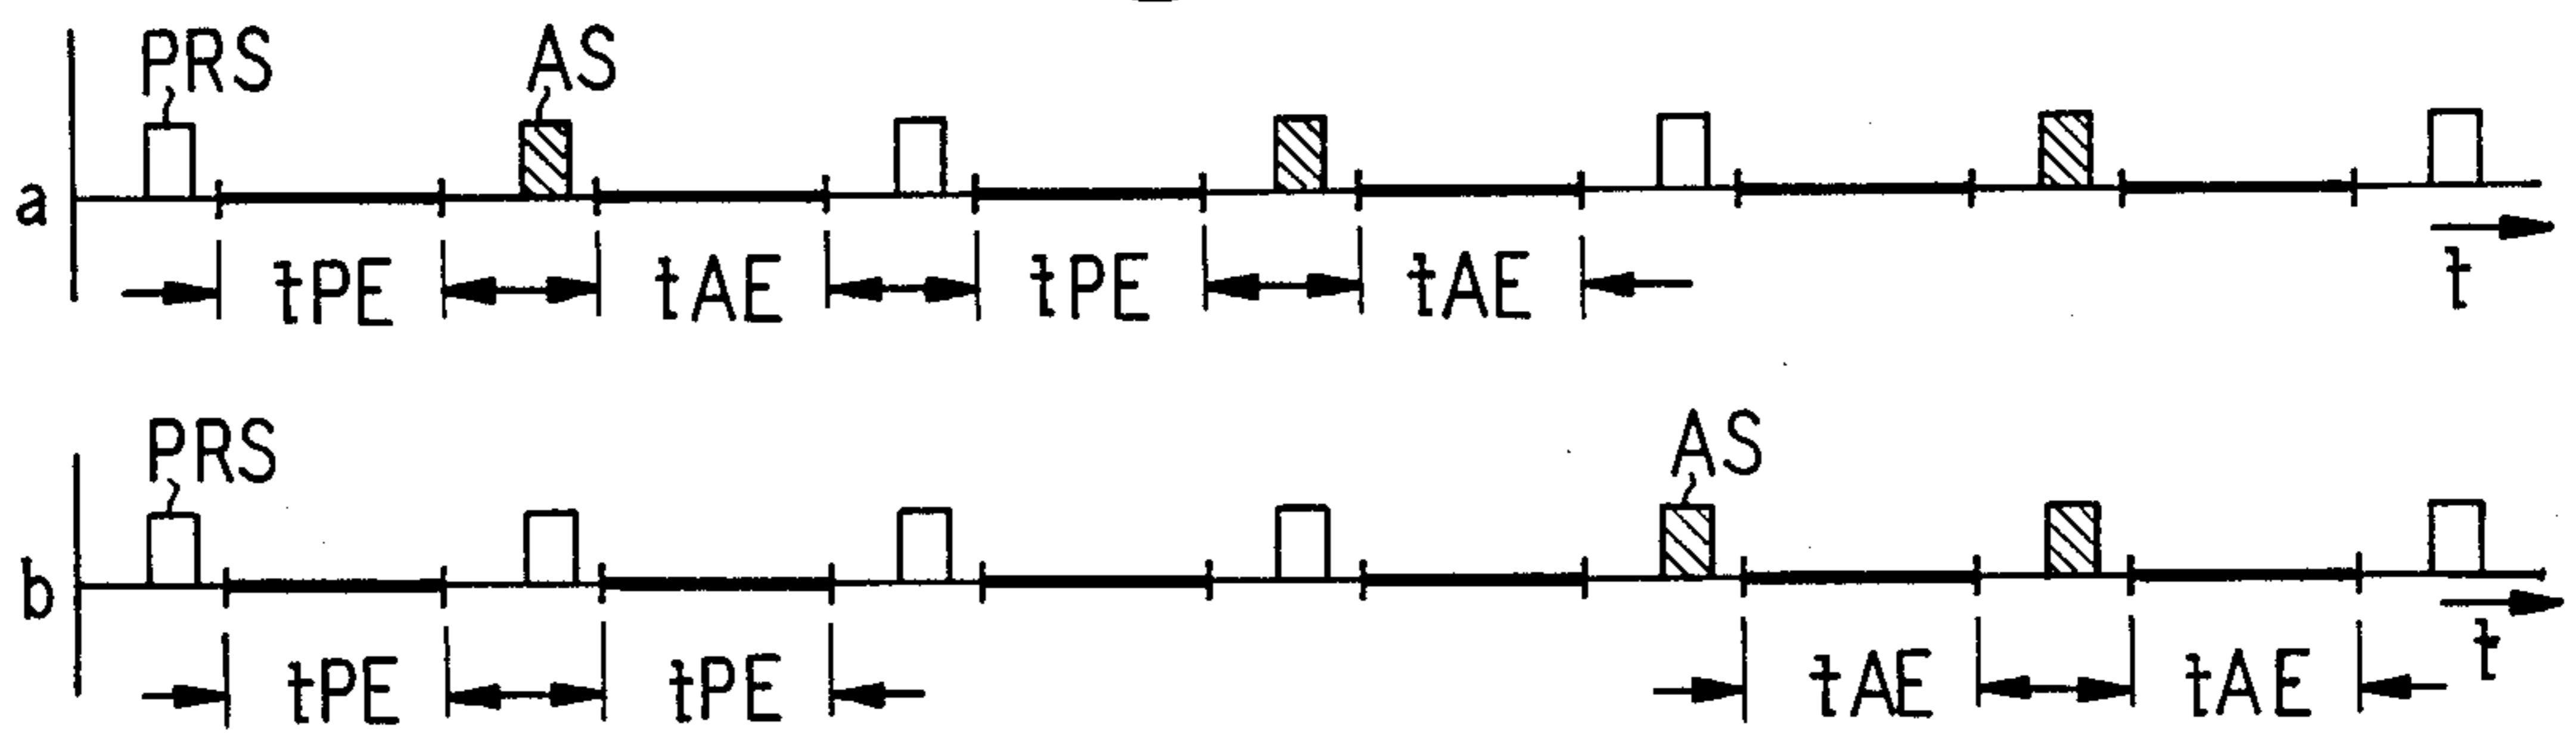 PRS AS
a
tPE tAE tPE tAE t
PRS AS
b
tPE tPE tAE tAE t